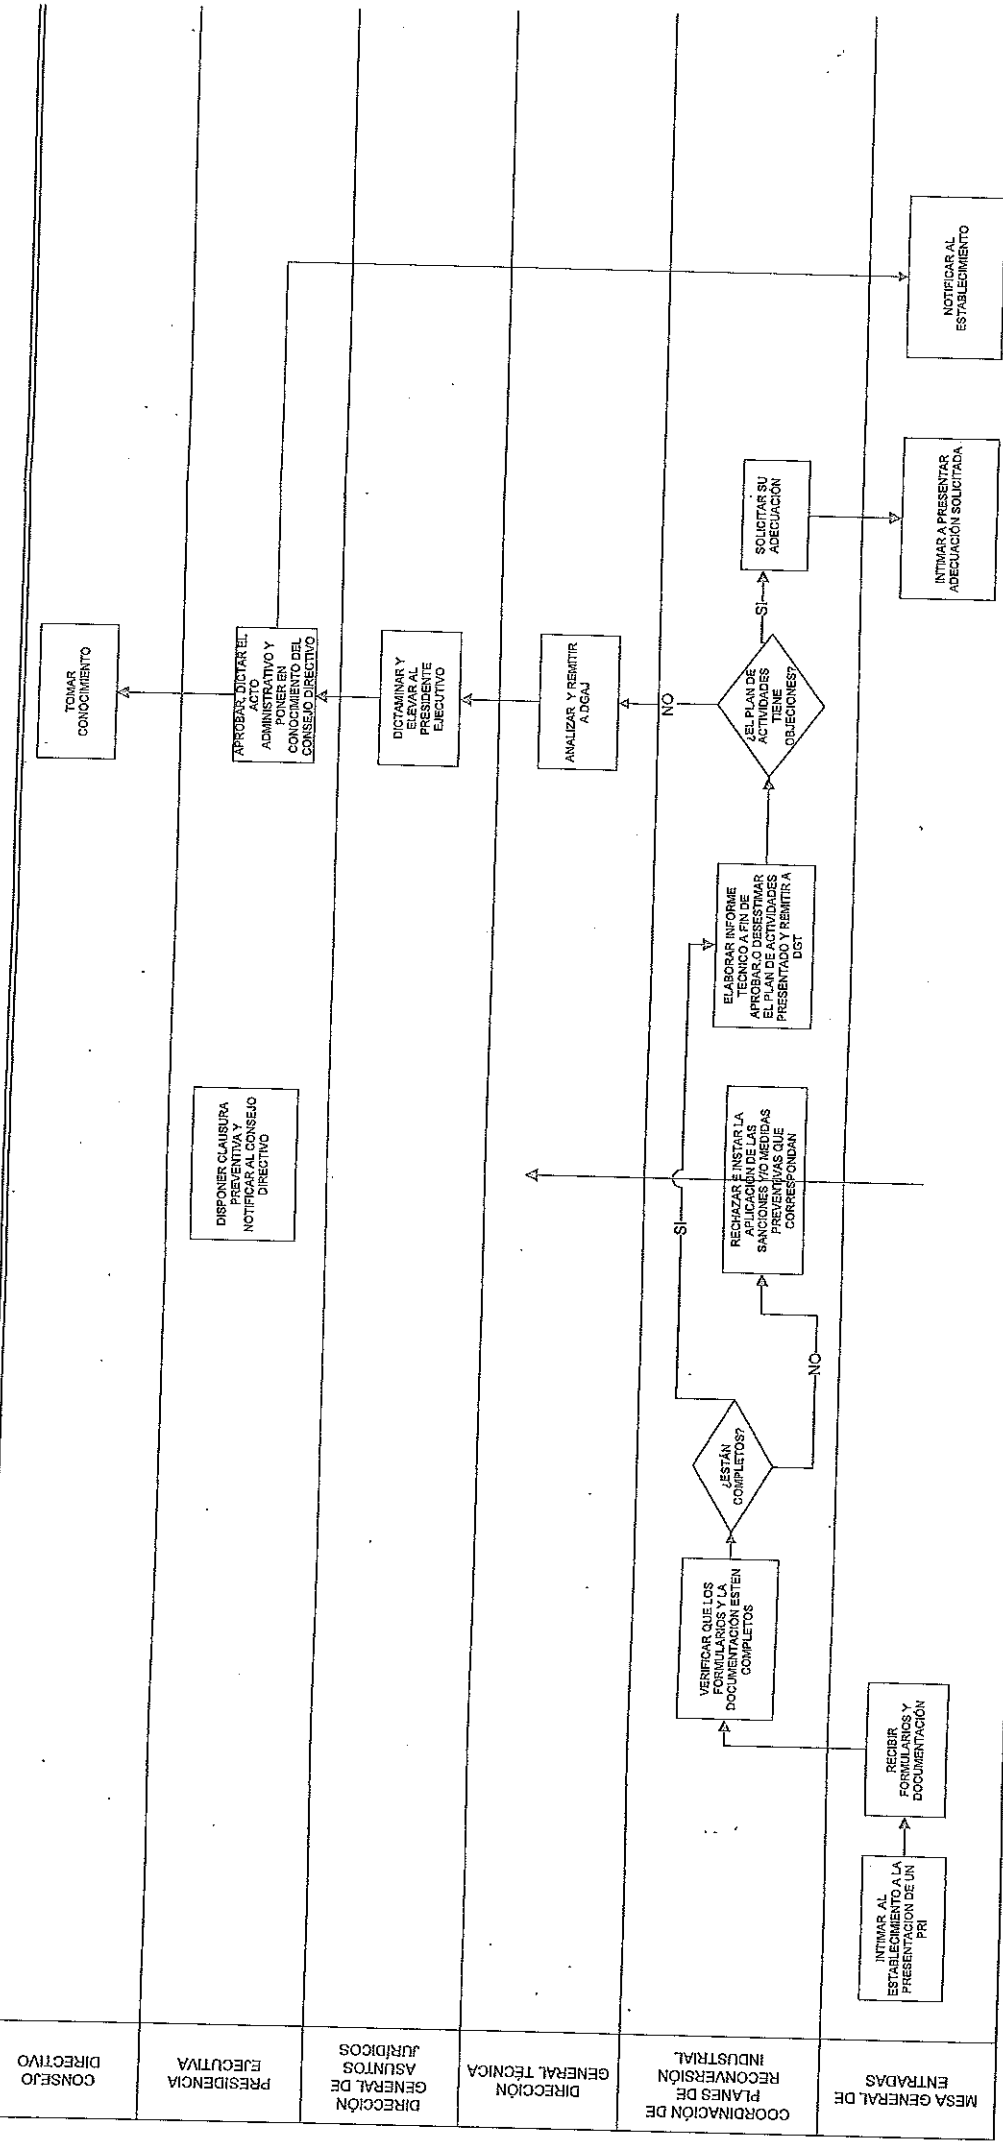 CONSEJO
DIRECTIVO
TOMAR
CONOCIMIENTO
PRESIDENCIA
EJECUTIVA
DISPONER CLAUSURA
PREVENTIVA Y
NOTIFICAR AL CONSEJO
DIRECTIVO
APROBAR, DICTAR EL
ACTO
ADMINISTRATIVO Y
PONER EN
CONOCIMIENTO DEL
CONSEJO DIRECTIVO
DIRECCIÓN
GENERAL DE
ASUNTOS
JURÍDICOS
DICTAMINAR Y
ELEVAR AL
PRESIDENTE
EJECUTIVO
DIRECCIÓN
GENERAL TÉCNICA
ANALIZAR Y REMITIR
A DGAJ
COORDINACIÓN DE
PLANES DE
RECONVERSIÓN
INDUSTRIAL
VERIFICAR QUE LOS
FORMULARIOS Y LA
DOCUMENTACIÓN ESTEN
COMPLETOS
¿ESTÁN
COMPLETOS?
SI
NO
RECHAZAR E INSTAR LA
APLICACIÓN DE LAS
SANCIONES Y/O MEDIDAS
PREVENTIVAS QUE
CORRESPONDAN
ELABORAR INFORME
TECNICO A FIN DE
APROBAR O DESESTIMAR
EL PLAN DE ACTIVIDADES
PRESENTADO Y REMITIR A
DGT
¿EL PLAN DE
ACTIVIDADES
TIENE
OBJECIONES?
NO
SI
SOLICITAR SU
ADECUACIÓN
MESA GENERAL DE
ENTRADAS
INTIMAR AL
ESTABLECIMIENTO A LA
PRESENTACION DE UN
PRI
RECIBIR
FORMULARIOS Y
DOCUMENTACIÓN
INTIMAR A PRESENTAR
ADECUACIÓN SOLICITADA
NOTIFICAR AL
ESTABLECIMIENTO